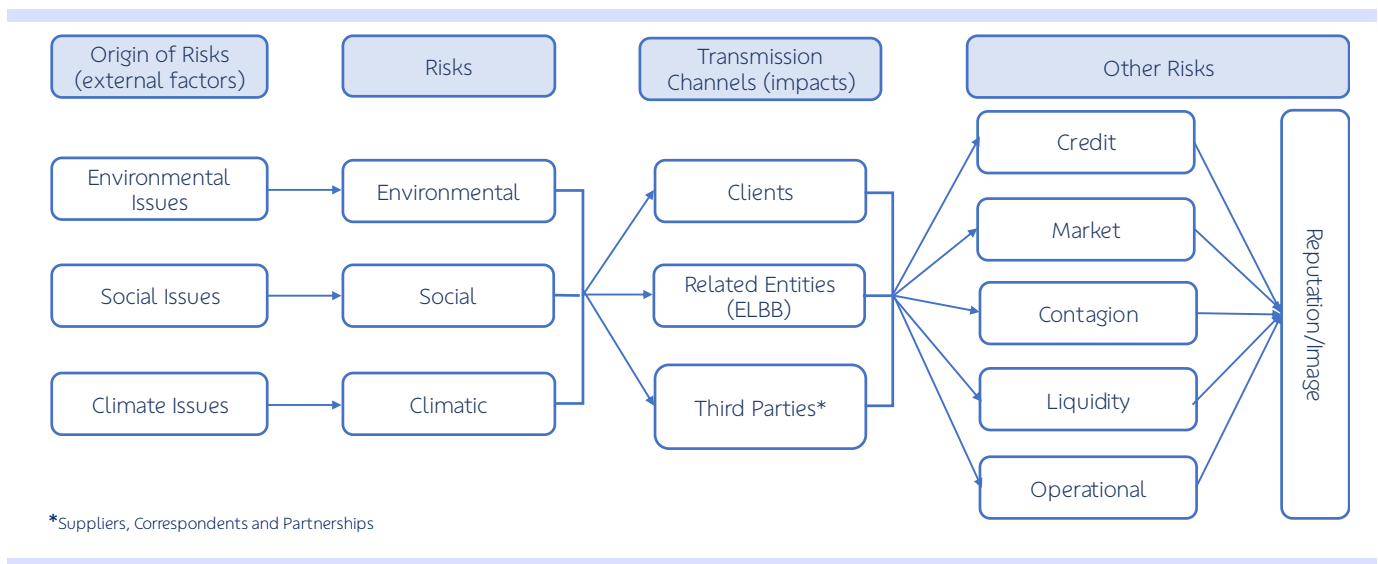 Origin of Risks
(external factors)
Risks
Transmission
Channels (impacts)
Other Risks
Environmental
Issues
Environmental
Clients
Credit
Market
Social Issues
Social
Related Entities
(ELBB)
Contagion
Reputation/Image
Climate Issues
Climatic
Third Parties*
Liquidity
Operational
*Suppliers, Correspondents and Partnerships